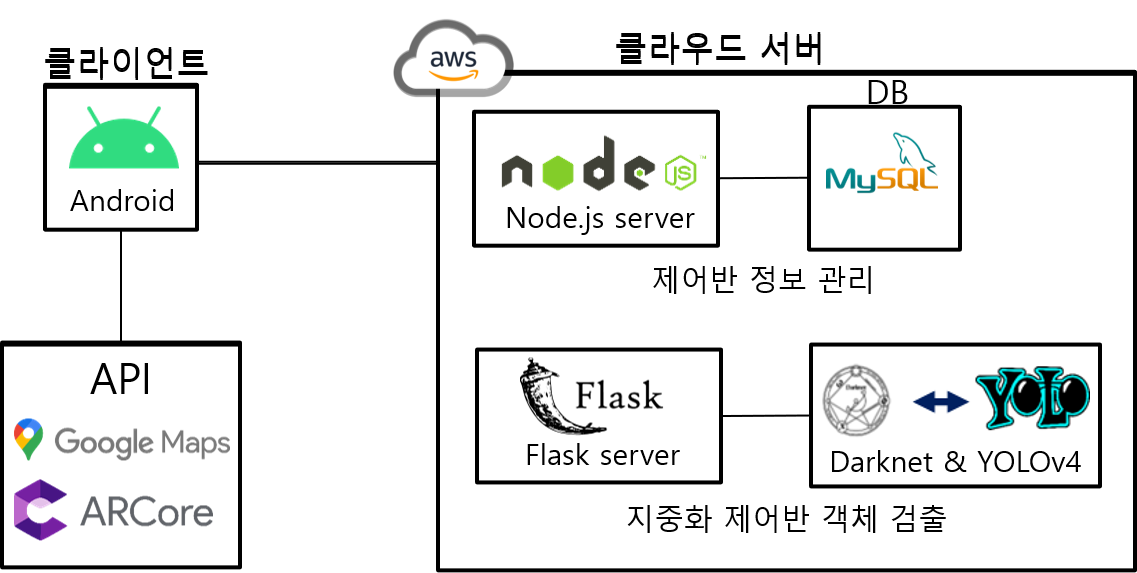 클라이언트
Android
API
Google Maps
ARCore
aws
클라우드 서버
node
JS
™
Node.js server
DB
MySQL
제어반 정보 관리
Flask
Flask server
Darknet
YOLO
Darknet & YOLOv4
지중화 제어반 객체 검출